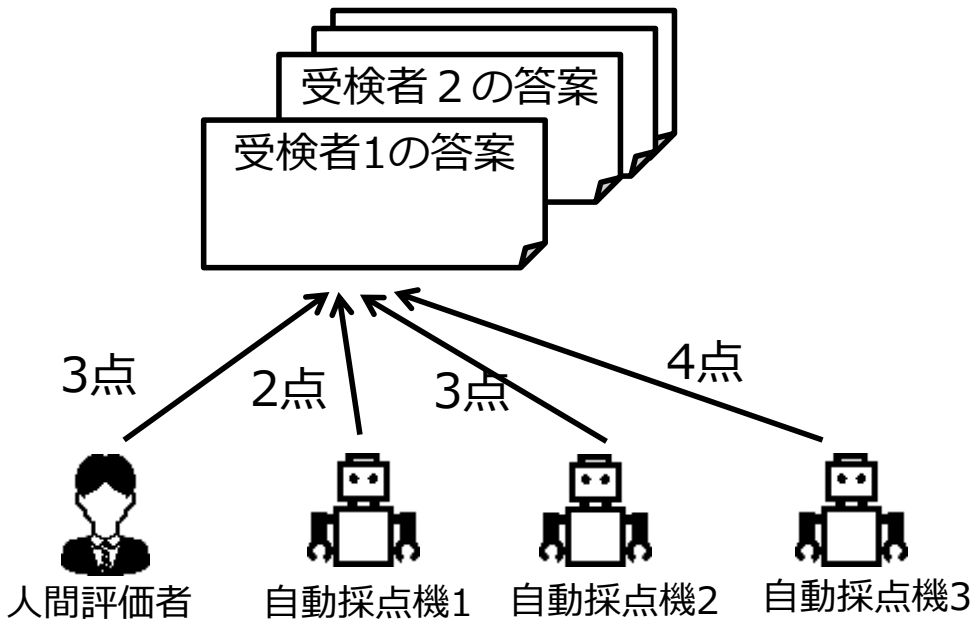 受検者２の答案
受検者1の答案
3点
2点
3点
4点
人間評価者
自動採点機1
自動採点機2
自動採点機3